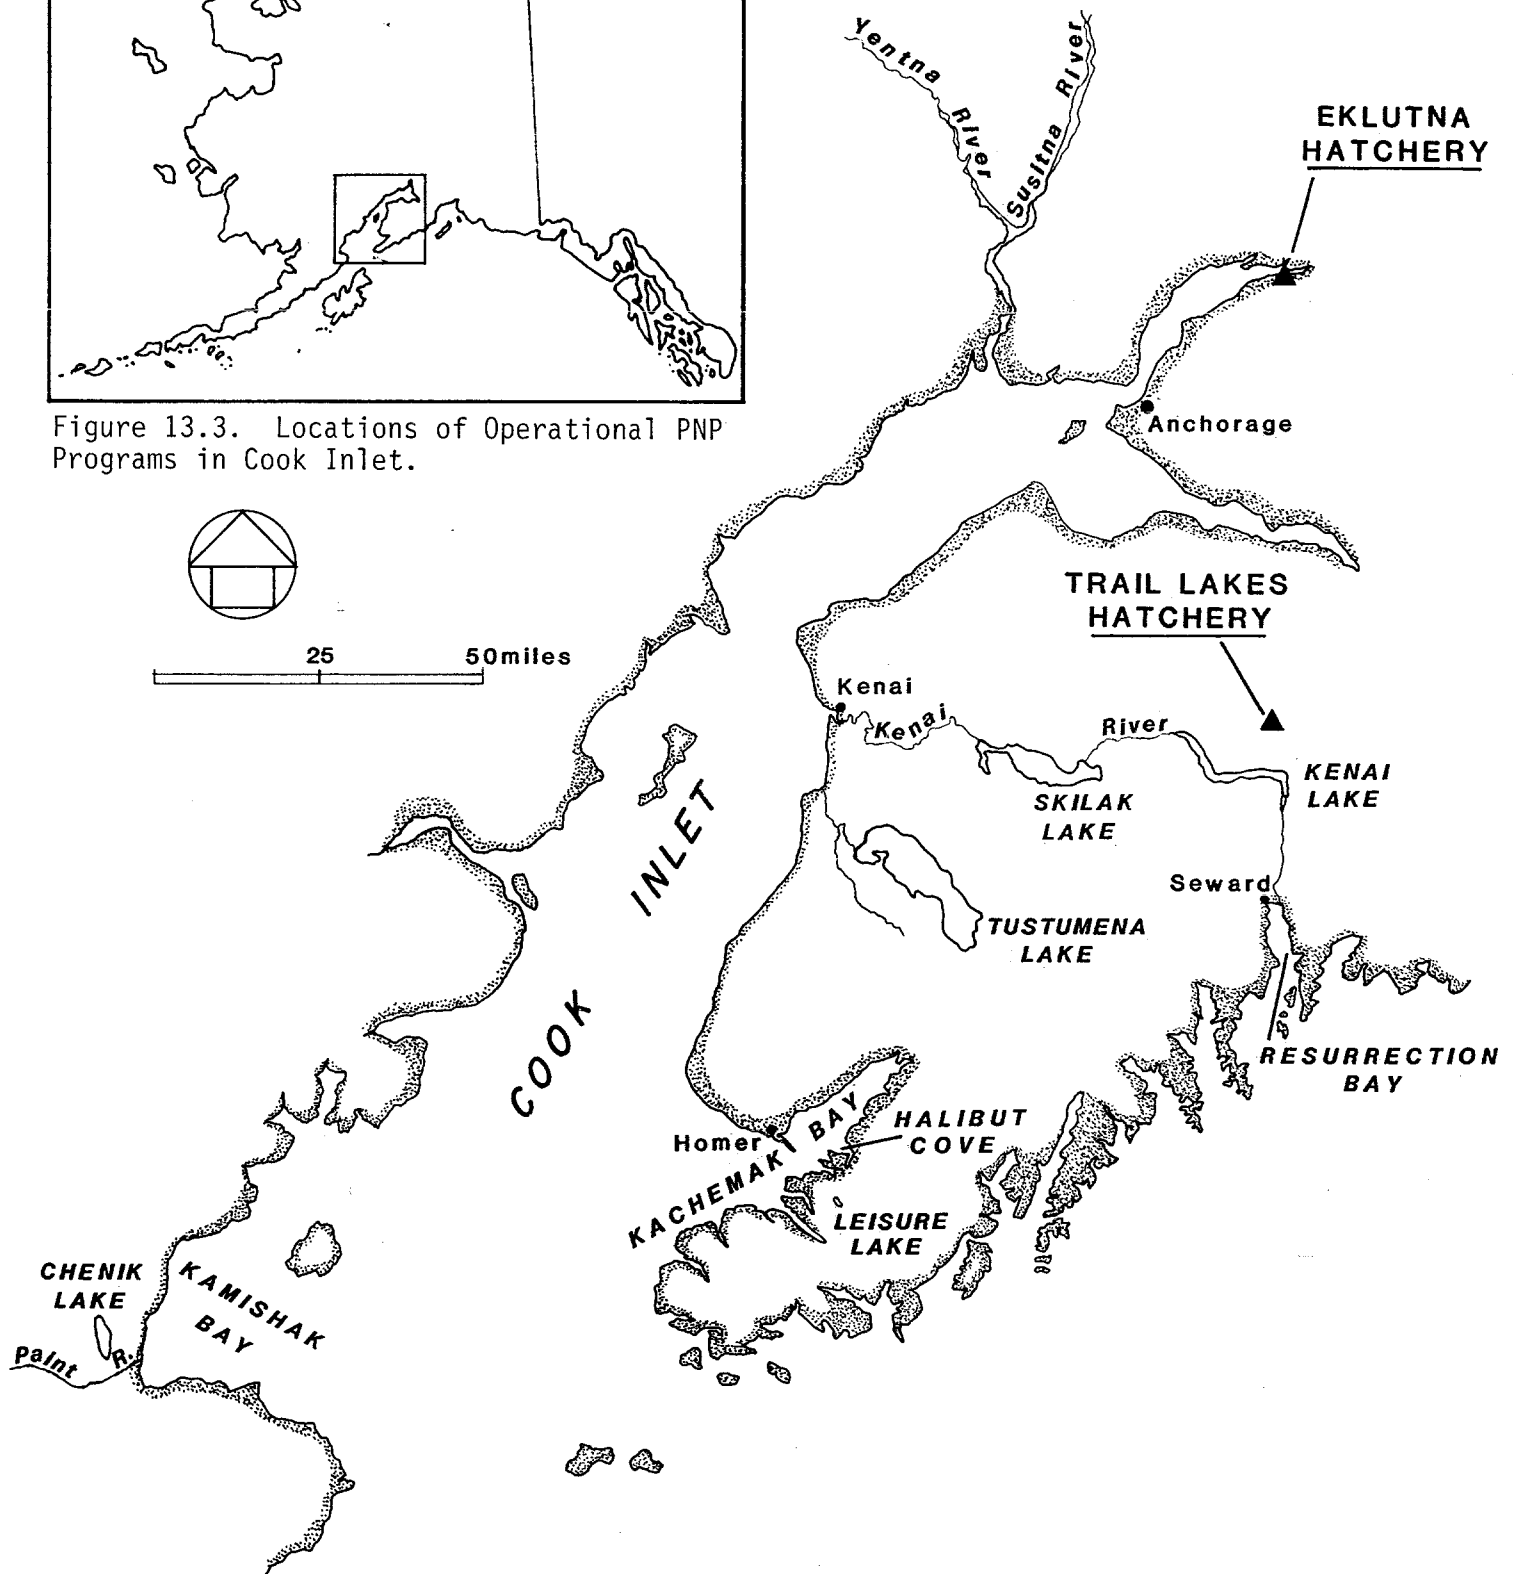 Yentna River
Susitna River
EKLUTNA
HATCHERY
Figure 13.3.  Locations of Operational PNP
Programs in Cook Inlet.
Anchorage
25
50miles
TRAIL LAKES
HATCHERY
Kenai
Kenai River
KENAI
LAKE
SKILAK
LAKE
COOK INLET
Seward
TUSTUMENA
LAKE
RESURRECTION
BAY
HALIBUT
COVE
Homer
KACHEMAK BAY
LEISURE
LAKE
CHENIK
LAKE
KAMISHAK
BAY
Paint R.